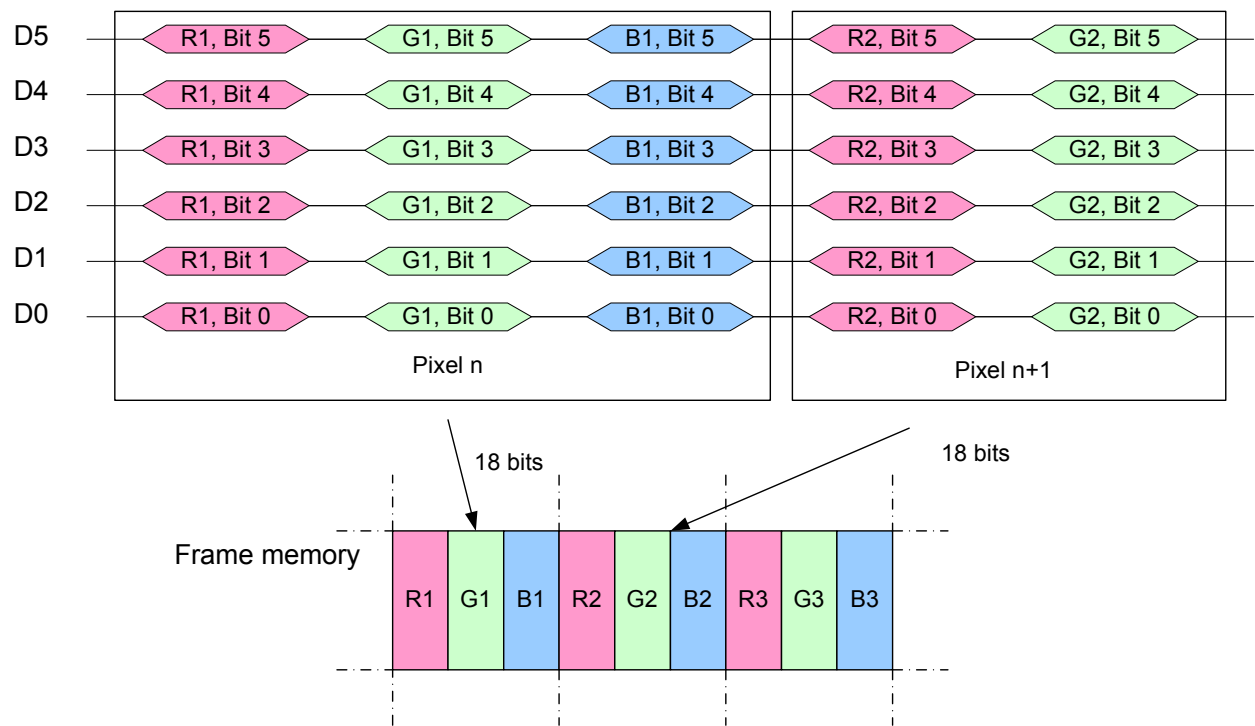 D5 R1, Bit 5 G1, Bit 5 B1, Bit 5 R2, Bit 5 G2, Bit 5
D4 R1, Bit 4 G1, Bit 4 B1, Bit 4 R2, Bit 4 G2, Bit 4
D3 R1, Bit 3 G1, Bit 3 B1, Bit 3 R2, Bit 3 G2, Bit 3
D2 R1, Bit 2 G1, Bit 2 B1, Bit 2 R2, Bit 2 G2, Bit 2
D1 R1, Bit 1 G1, Bit 1 B1, Bit 1 R2, Bit 1 G2, Bit 1
D0 R1, Bit 0 G1, Bit 0 B1, Bit 0 R2, Bit 0 G2, Bit 0
Pixel n Pixel n+1
18 bits 18 bits
Frame memory
R1 G1 B1 R2 G2 B2 R3 G3 B3